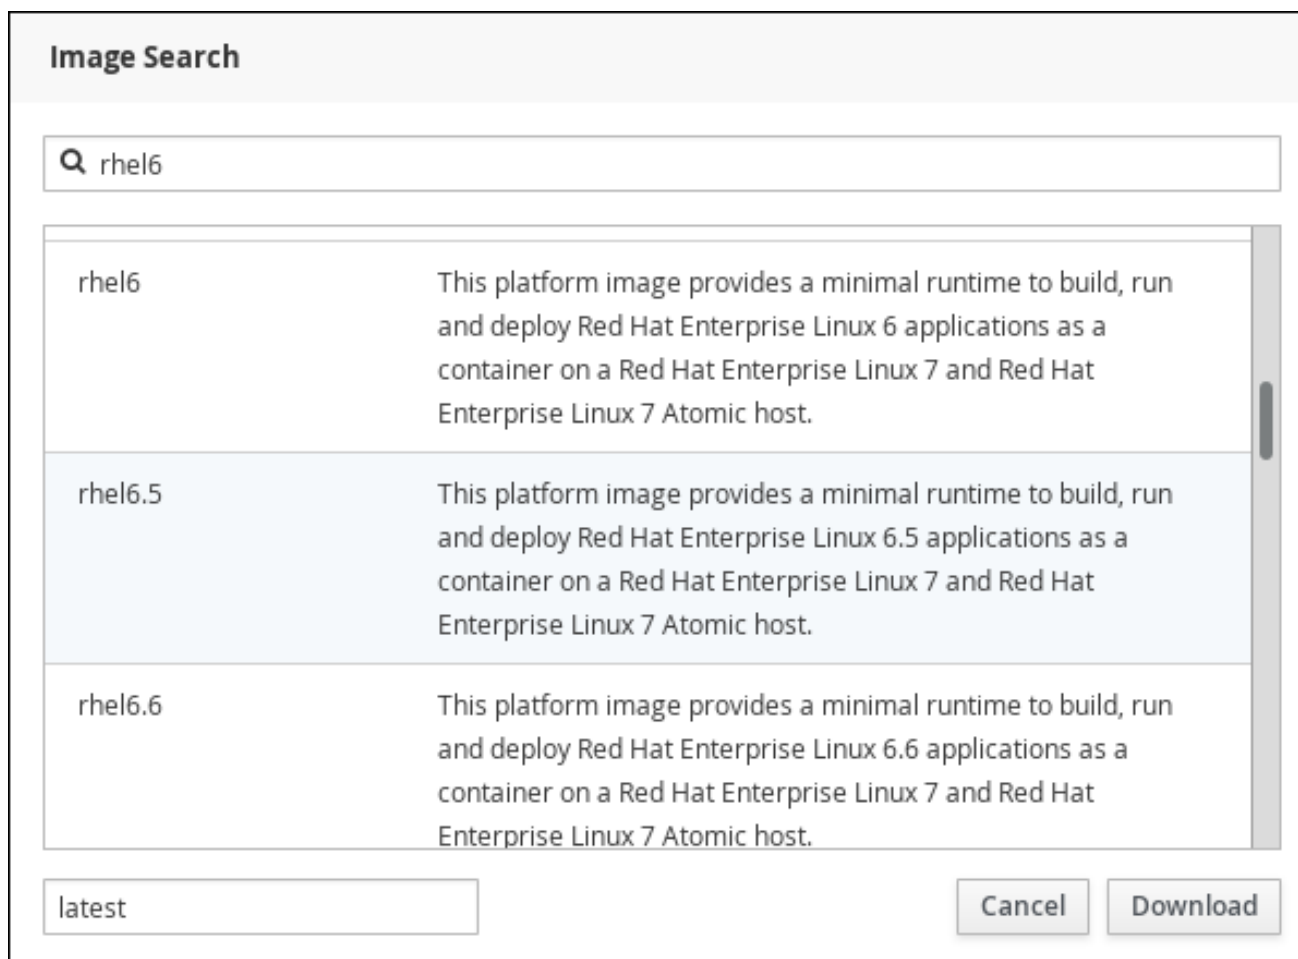 Image Search
rhel6
rhel6
This platform image provides a minimal runtime to build, run
and deploy Red Hat Enterprise Linux 6 applications as a
container on a Red Hat Enterprise Linux 7 and Red Hat
Enterprise Linux 7 Atomic host.
rhel6.5
This platform image provides a minimal runtime to build, run
and deploy Red Hat Enterprise Linux 6.5 applications as a
container on a Red Hat Enterprise Linux 7 and Red Hat
Enterprise Linux 7 Atomic host.
rhel6.6
This platform image provides a minimal runtime to build, run
and deploy Red Hat Enterprise Linux 6.6 applications as a
container on a Red Hat Enterprise Linux 7 and Red Hat
Enterprise Linux 7 Atomic host.
latest
Cancel
Download